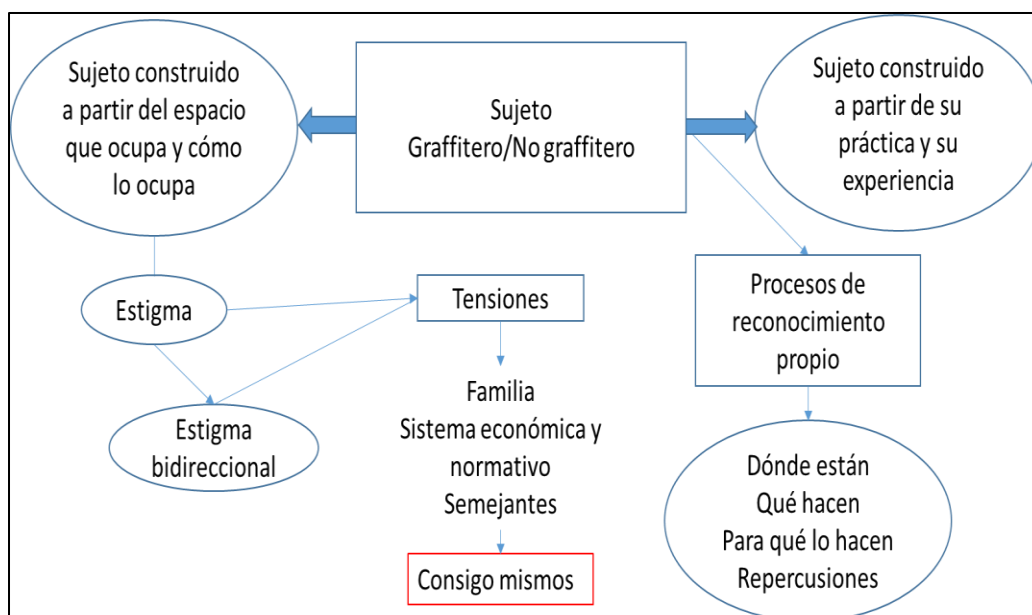 Sujeto construido
a partir del espacio
que ocupa y cómo
lo ocupa
Sujeto
Graffitero/No graffitero
Sujeto construido
a partir de su
práctica y su
experiencia
Estigma
Tensiones
Procesos de
reconocimiento
propio
Estigma
bidireccional
Familia
Sistema económica y
normativo
Semejantes
Consigo mismos
Dónde están
Qué hacen
Para qué lo hacen
Repercusiones